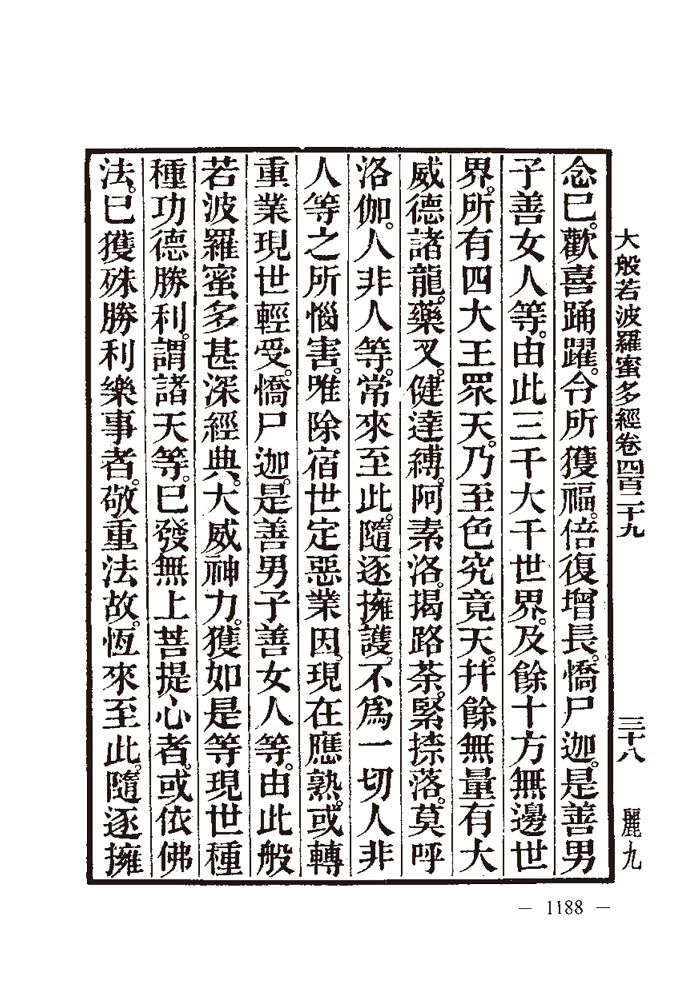 大般若波羅蜜多經卷四百二十九
三十八
麗九
念已。歡喜踊躍。令所獲福。倍復增長。憍尸迦。是善男
子善女人等。由此三千大千世界。及餘十方無邊世
界。所有四大王眾天。乃至色究竟天。幷餘無量有大
威德諸龍。藥叉。健達縛。阿素洛。揭路荼。緊捺洛。莫呼
洛伽。人非人等。常來至此。隨逐擁護。不爲一切人非
人等之所惱害。唯除宿世定惡業因。現在應熟。或轉
重業現世輕受。憍尸迦。是善男子善女人等。由此般
若波羅蜜多甚深經典。大威神力。獲如是等現世種
種功德勝利。謂諸天等。已發無上菩提心者。或依佛
法。已獲殊勝利樂事者。敬重法故。恆來至此。隨逐擁
— 1188 —